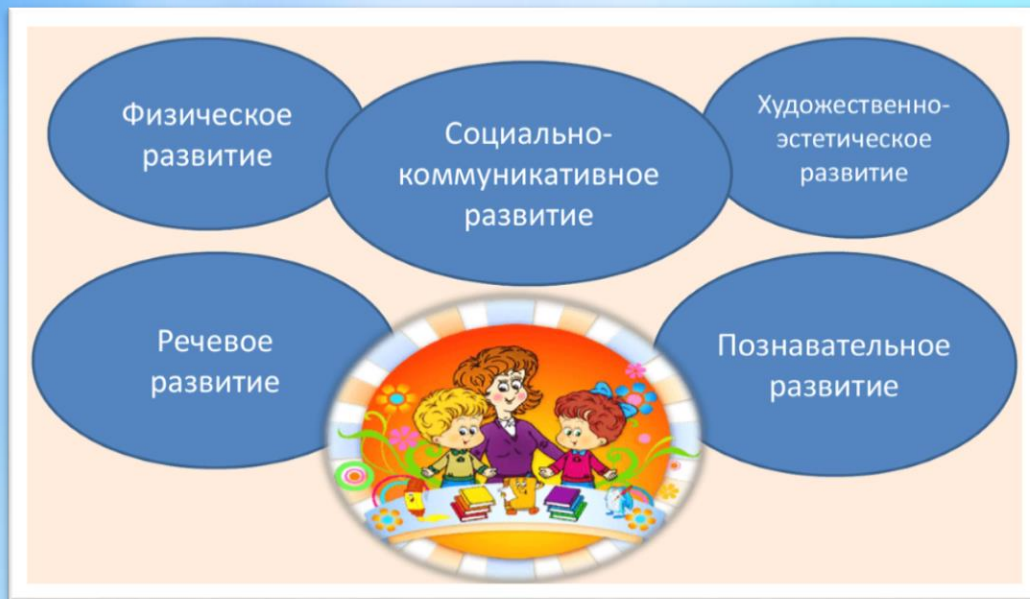 Физическое
развитие
Социально-
коммуникативное
развитие
Художественно-
эстетическое
развитие
Речевое
развитие
Познавательное
развитие